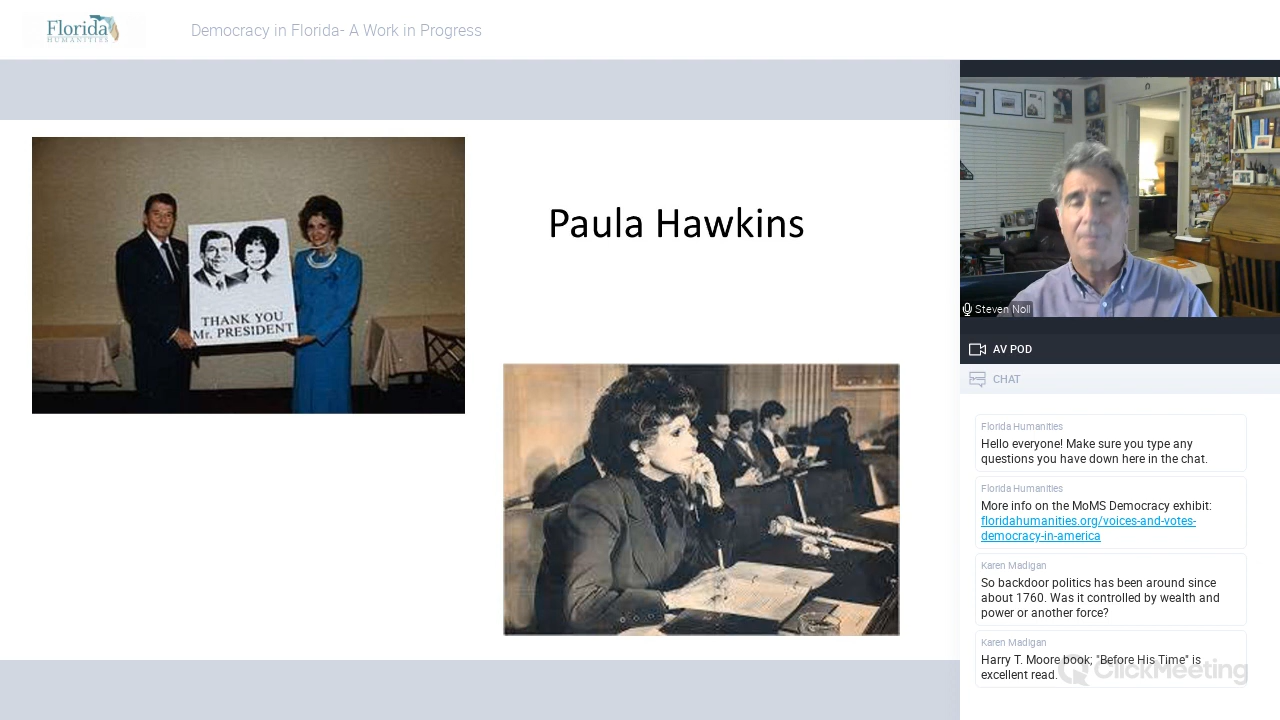 Florida
HUMANITIES
Democracy in Florida- A Work in Progress
THANK YOU
Mr. PRESIDENT
Paula Hawkins
Steven Noll
AV POD
CHAT
Florida Humanities
Hello everyone! Make sure you type any
questions you have down here in the chat.
Florida Humanities
More info on the MoMS Democracy exhibit:
floridahumanities.org/voices-and-votes-
democracy-in-america
Karen Madigan
So backdoor politics has been around since
about 1760. Was it controlled by wealth and
power or another force?
Karen Madigan
Harry T. Moore book; "Before His Time" is
excellent read.
ClickMeeting